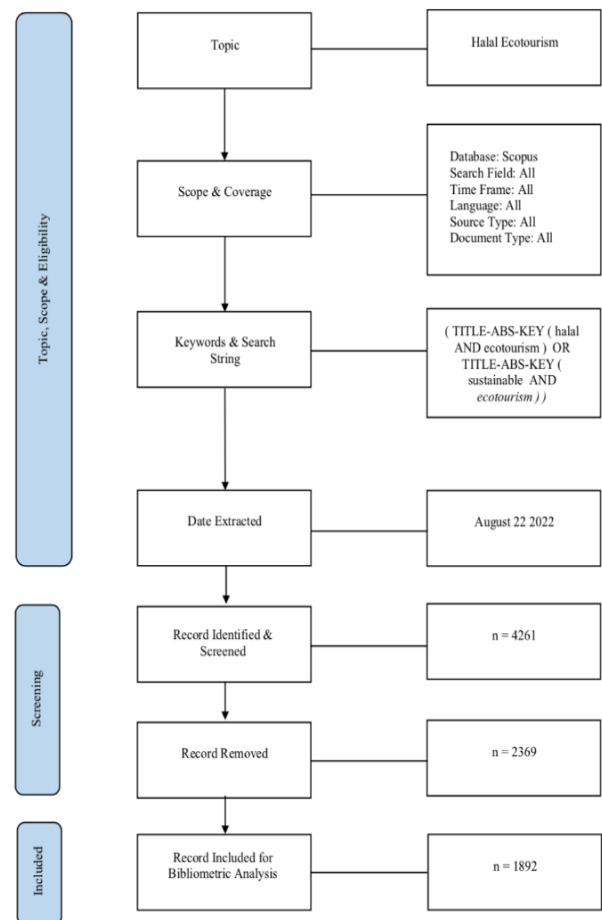 Topic, Scope & Eligibility
Topic
Halal Ecotourism
Scope & Coverage
Database: Scopus
Search Field: All
Time Frame: All
Language: All
Source Type: All
Document Type: All
Keywords & Search
String
( TITLE-ABS-KEY ( halal
AND ecotourism ) OR
TITLE-ABS-KEY (
sustainable AND
ecotourism ) )
Date Extracted
August 22 2022
Screening
Record Identified &
Screened
n = 4261
Record Removed
n = 2369
Included
Record Included for
Bibliometric Analysis
n = 1892